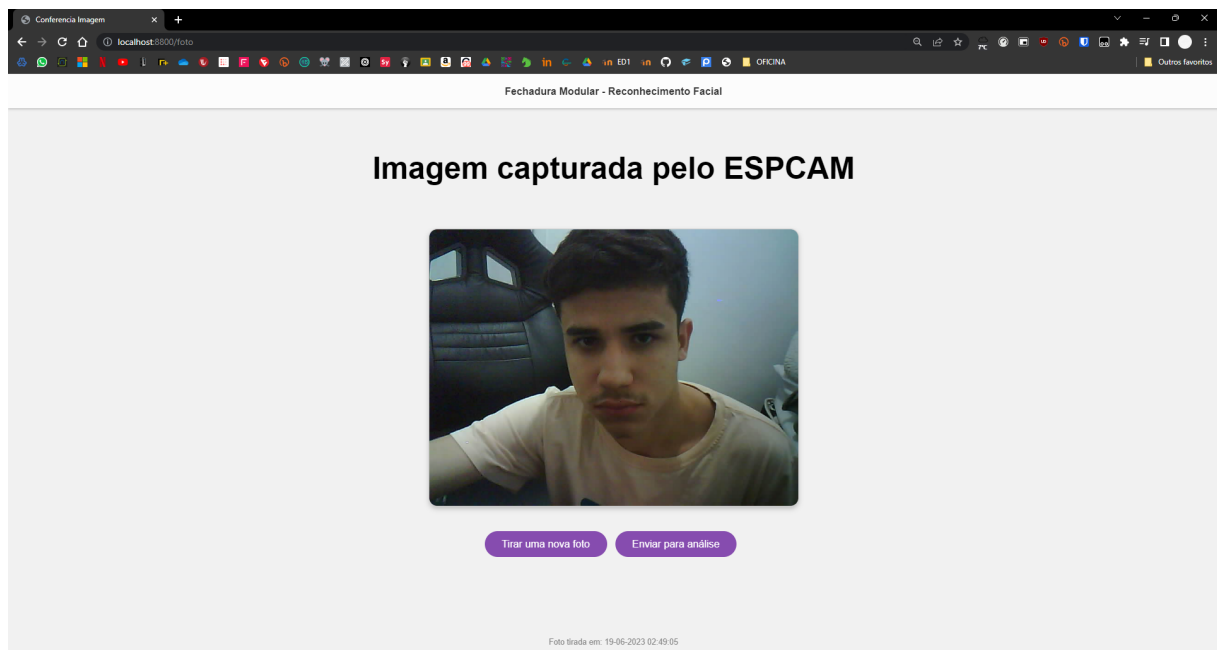 Conferencia Imagem
localhost:8800/foto
ED1
OFICINA
Outros favoritos
Fechadura Modular - Reconhecimento Facial
Imagem capturada pelo ESPCAM
Tirar uma nova foto
Enviar para análise
Foto tirada em: 19-06-2023 02:49:05